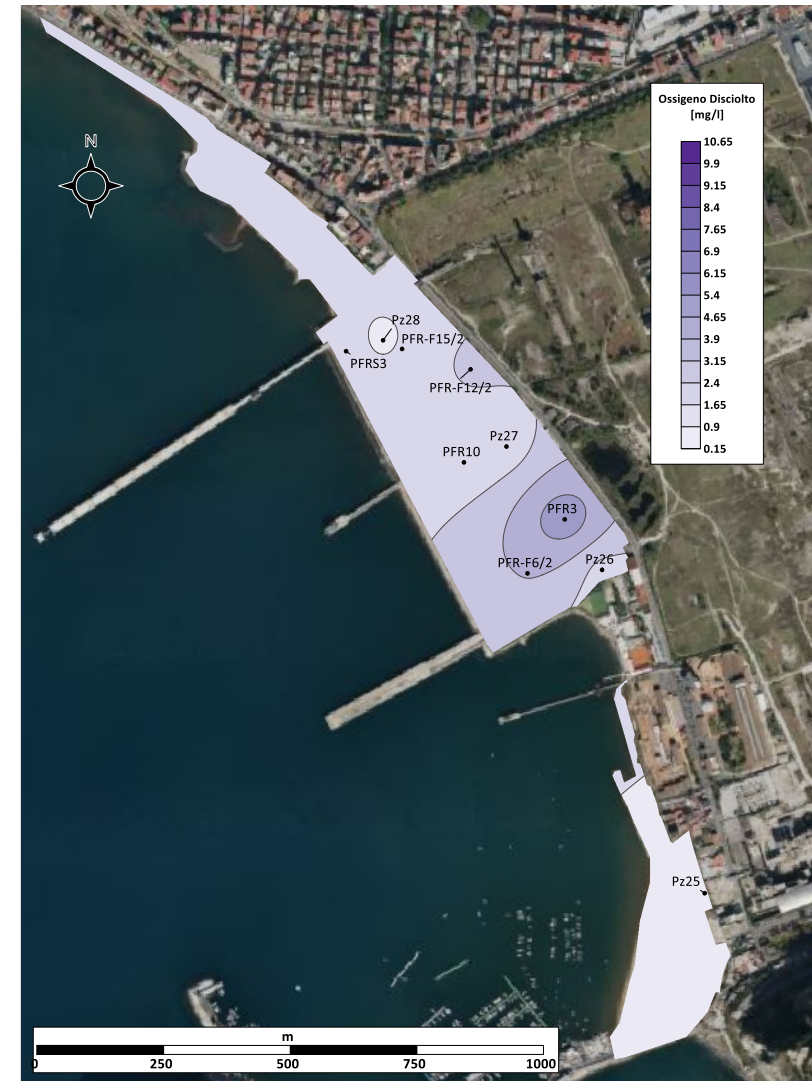 Ossigeno Disciolto
[mg/l]
10.65
9.9
9.15
8.4
7.65
6.9
6.15
5.4
4.65
3.9
3.15
2.4
1.65
0.9
0.15
N
Pz28
PFR-F15/2
PFRS3
PFR-F12/2
Pz27
PFR10
PFR3
PFR-F6/2
Pz26
Pz25
m
0 250 500 750 1000